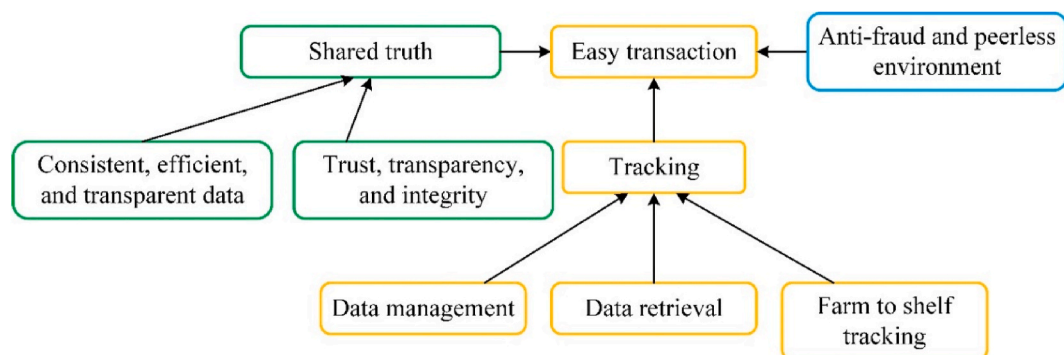 Shared truth
Easy transaction
Anti-fraud and peerless
environment
Consistent, efficient,
and transparent data
Trust, transparency,
and integrity
Tracking
Data management
Data retrieval
Farm to shelf
tracking